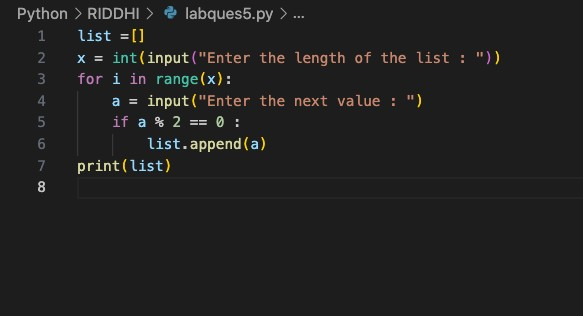 Python > RIDDHI > labques5.py > ...
1 list =[]
2 x = int(input("Enter the length of the list : "))
3 for i in range(x):
4     a = input("Enter the next value : ")
5     if a % 2 == 0 :
6         list.append(a)
7 print(list)
8